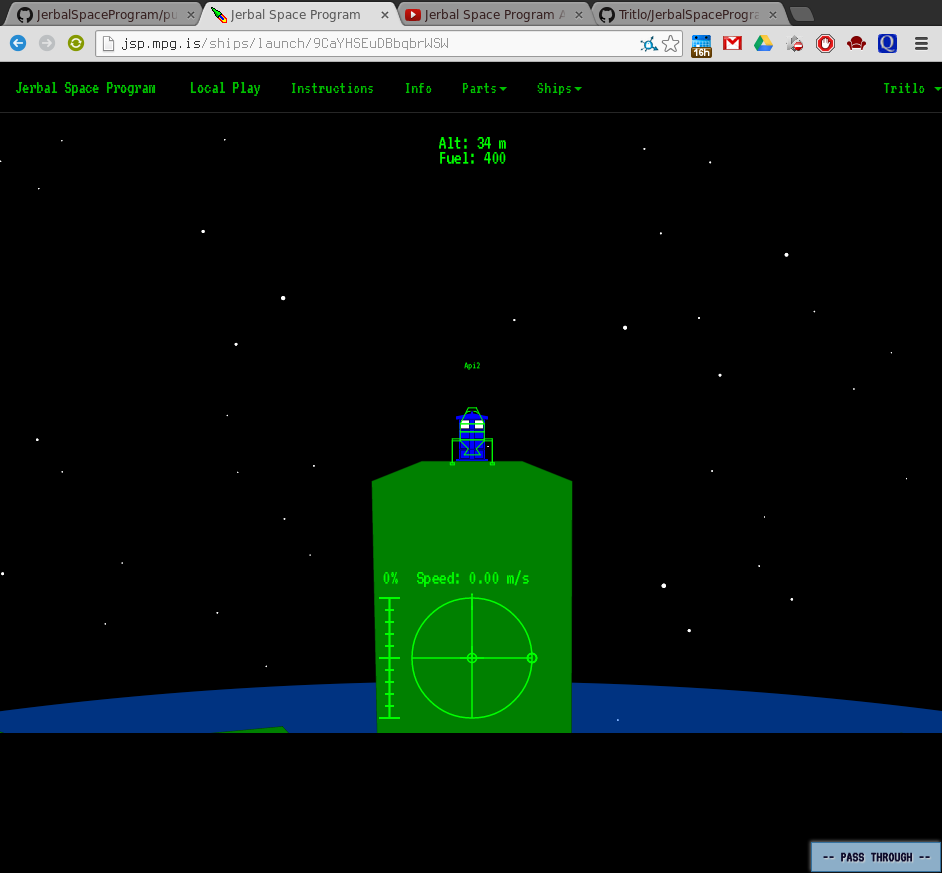 JerbalSpaceProgram/pu
Jerbal Space Program
Jerbal Space Program A
Tritlo/JerbalSpaceProgra
jsp.mpg.is/ships/launch/9CaYHSEuDBbqbrWSW
16h
Q
Jerbal Space Program Local Play Instructions Info Parts Ships Tritlo
Alt: 34 m
Fuel: 400
Api2
0% Speed: 0.00 m/s
-- PASS THROUGH --